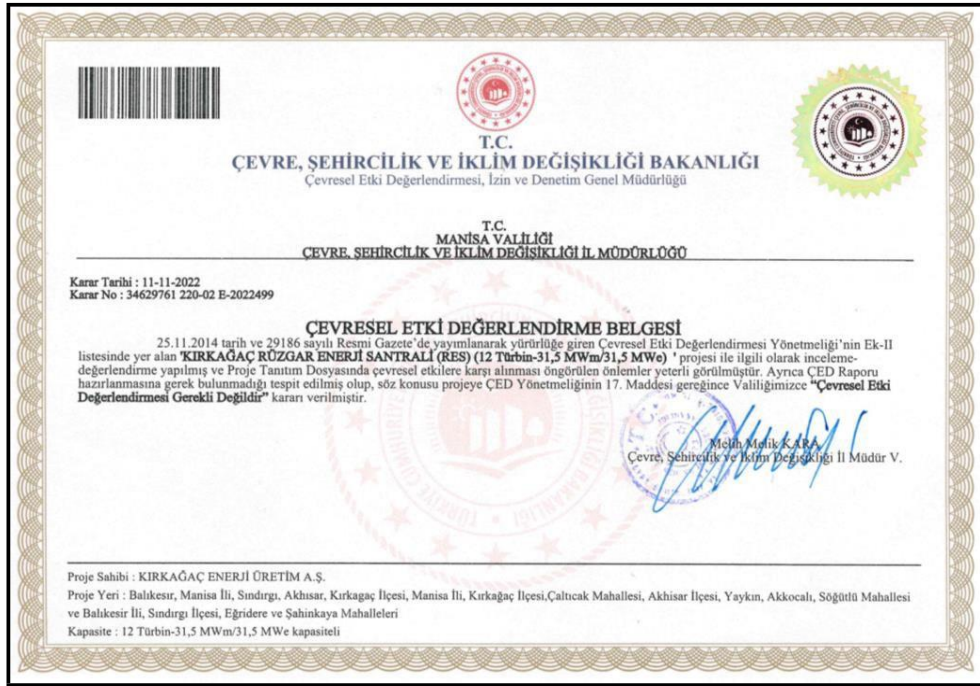 T.C.
ÇEVRE, ŞEHİRCİLİK VE İKLİM DEĞİŞİKLİĞİ BAKANLIĞI
Çevresel Etki Değerlendirmesi, İzin ve Denetim Genel Müdürlüğü
T.C.
MANİSA VALİLİĞİ
ÇEVRE, ŞEHİRCİLİK VE İKLİM DEĞİŞİKLİĞİ İL MÜDÜRLÜĞÜ
Karar Tarihi : 11-11-2022
Karar No : 34629761 220-02 E-2022499
ÇEVRESEL ETKİ DEĞERLENDİRME BELGESİ
25.11.2014 tarih ve 29186 sayılı Resmi Gazete'de yayımlanarak yürürlüğe giren Çevresel Etki Değerlendirmesi Yönetmeliği'nin Ek-II
listesinde yer alan 'KIRKAĞAÇ RÜZGAR ENERJİ SANTRALİ (RES) (12 Türbin-31,5 MWm/31,5 MWe) ' projesi ile ilgili olarak inceleme-
değerlendirme yapılmış ve Proje Tanıtım Dosyasında çevresel etkilere karşı alınması öngörülen önlemler yeterli görülmüştür. Ayrıca ÇED Raporu
hazırlanmasına gerek bulunmadığı tespit edilmiş olup, söz konusu projeye ÇED Yönetmeliğinin 17. Maddesi gereğince Valiliğimizce "Çevresel Etki
Değerlendirmesi Gerekli Değildir" kararı verilmiştir.
Melih Melik KARA
Çevre, Şehircilik ve İklim Değişikliği İl Müdür V.
Proje Sahibi : KIRKAĞAÇ ENERJİ ÜRETİM A.Ş.
Proje Yeri : Balıkesır, Manisa İli, Sındırgı, Akhısar, Kırkagaç İlçesi, Manisa İli, Kırkağaç İlçesi,Çaltıcak Mahallesi, Akhisar İlçesi, Yaykın, Akkocalı, Söğütlü Mahallesi
ve Balıkesir İli, Sındırgı İlçesi, Eğridere ve Şahinkaya Mahalleleri
Kapasite : 12 Türbin-31,5 MWm/31,5 MWe kapasiteli